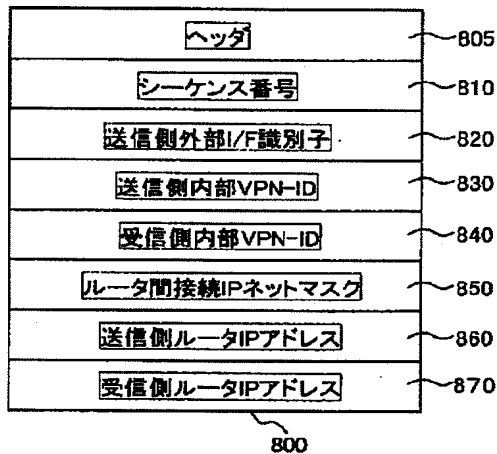 ヘッダ 805
シーケンス番号 810
送信側外部I/F識別子 820
送信側内部VPN-ID 830
受信側内部VPN-ID 840
ルータ間接続IPネットマスク 850
送信側ルータIPアドレス 860
受信側ルータIPアドレス 870
800